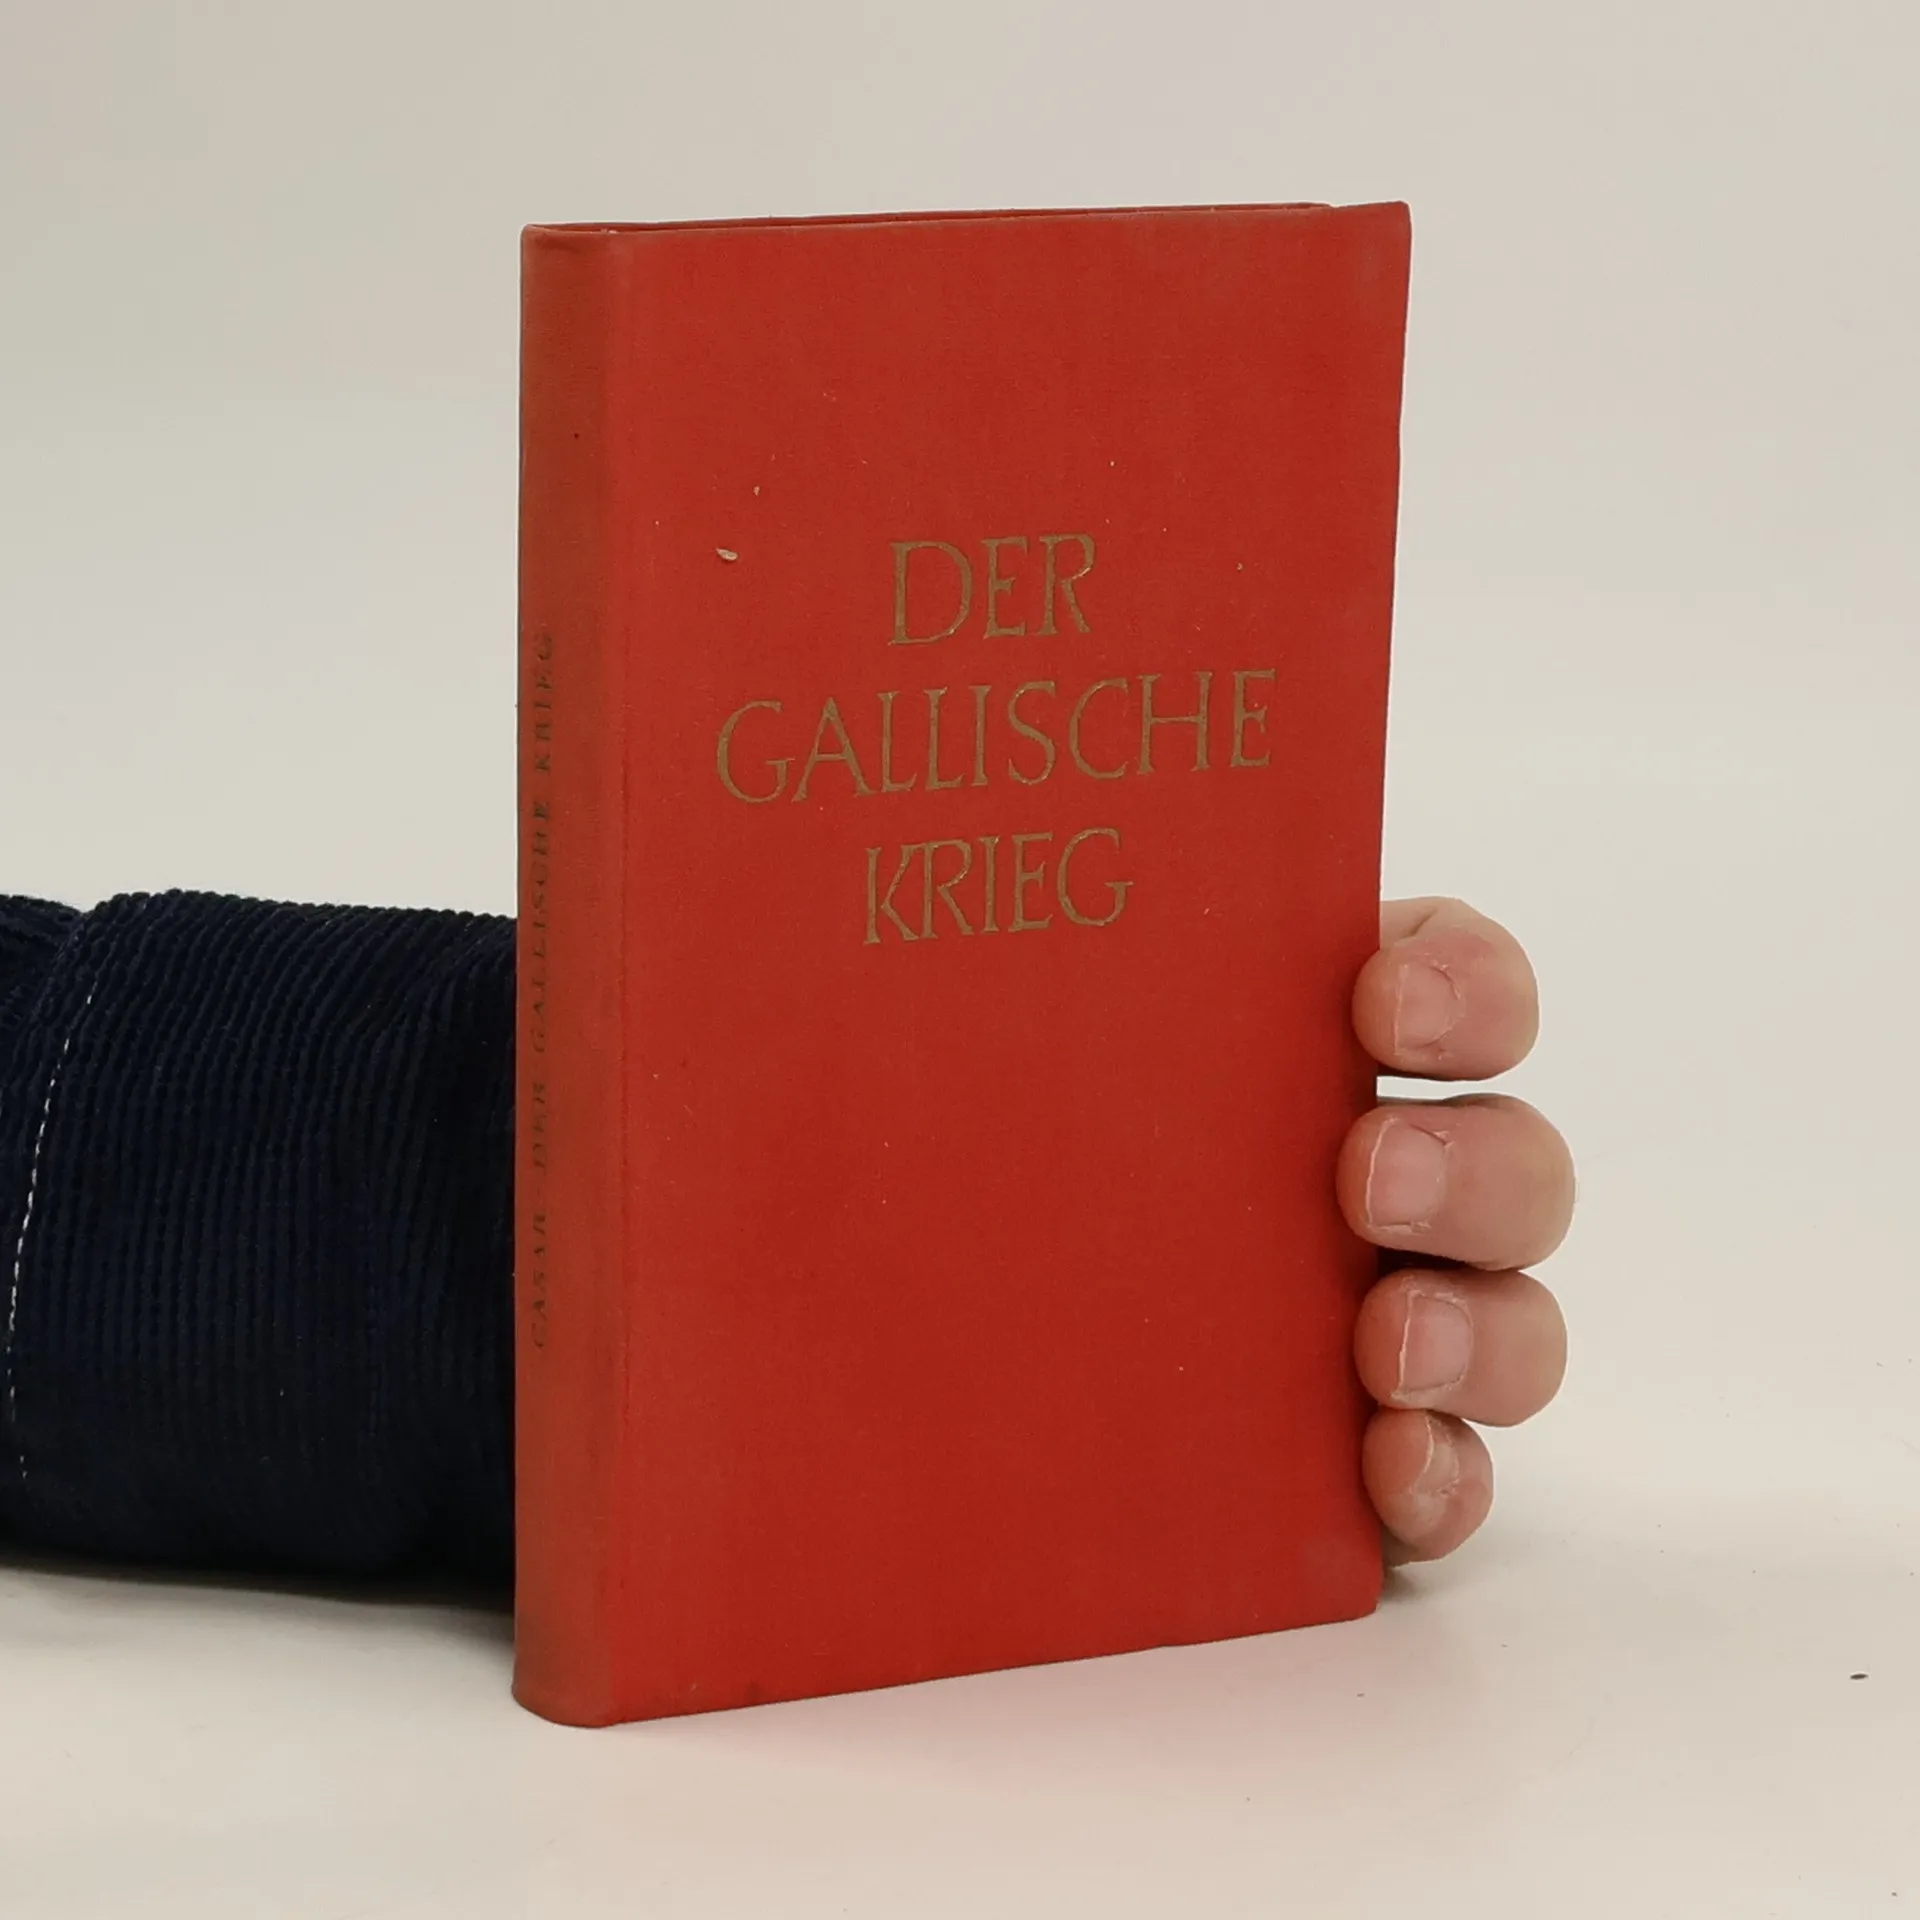 DER
GALLISCHE
KRIEG
CÄSAR · DER GALLISCHE KRIEG